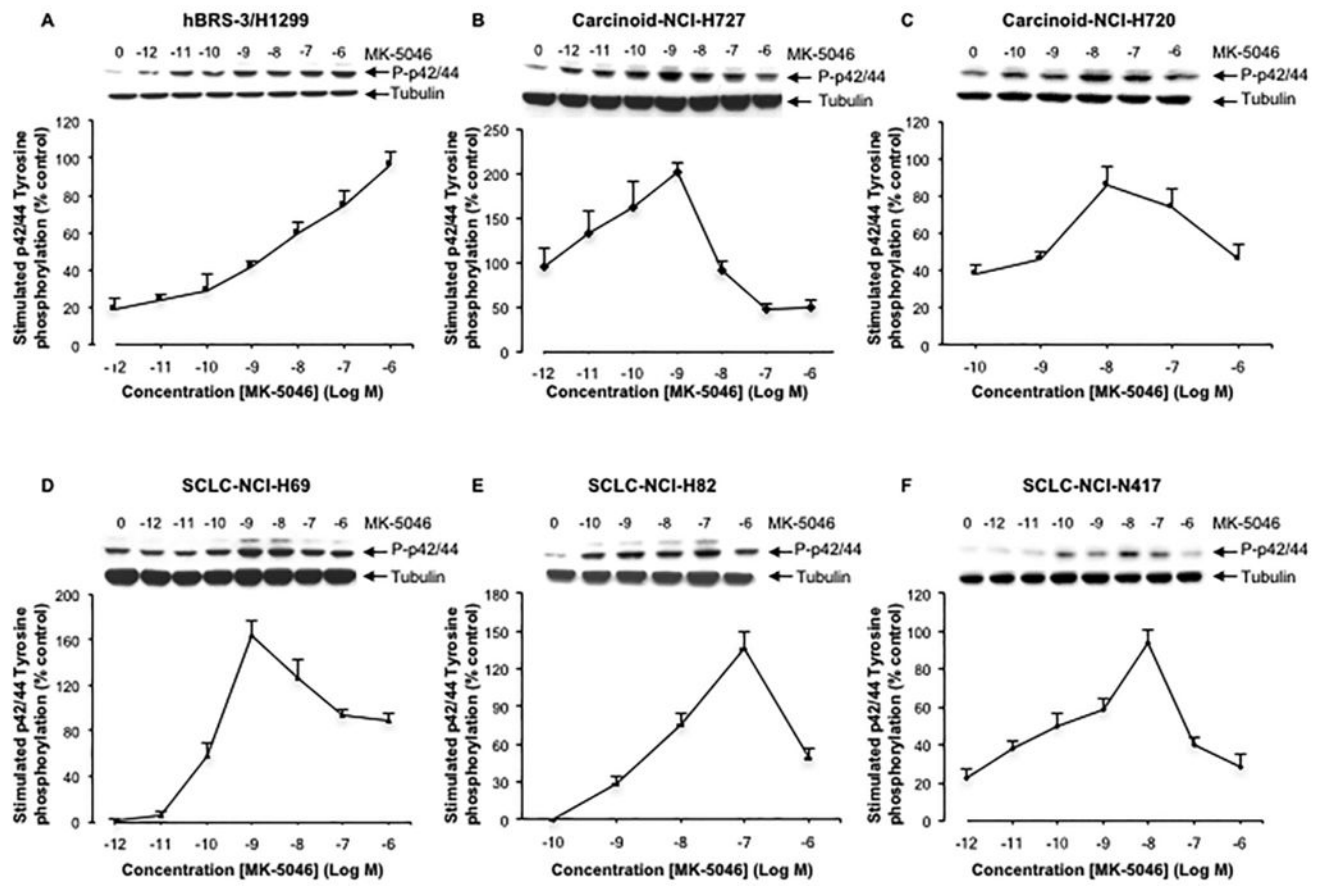 A hBRS-3/H1299
0 -12 -11 -10 -9 -8 -7 -6 MK-5046
P-p42/44
Tubulin
Stimulated p42/44 Tyrosine
phosphorylation (% control)
120
100
80
60
40
20
0
-12 -11 -10 -9 -8 -7 -6
Concentration [MK-5046] (Log M)
B Carcinoid-NCI-H727
0 -12 -11 -10 -9 -8 -7 -6 MK-5046
P-p42/44
Tubulin
Stimulated p42/44 Tyrosine
phosphorylation (% control)
250
200
150
100
50
0
-12 -11 -10 -9 -8 -7 -6
Concentration [MK-5046] (Log M)
C Carcinoid-NCI-H720
0 -10 -9 -8 -7 -6 MK-5046
P-p42/44
Tubulin
Stimulated p42/44 Tyrosine
phosphorylation (% control)
120
100
80
60
40
20
0
-10 -9 -8 -7 -6
Concentration [MK-5046] (Log M)
D SCLC-NCI-H69
0 -12 -11 -10 -9 -8 -7 -6 MK-5046
P-p42/44
Tubulin
Stimulated p42/44 Tyrosine
phosphorylation (% control)
200
160
120
80
40
0
-12 -11 -10 -9 -8 -7 -6
Concentration [MK-5046] (Log M)
E SCLC-NCI-H82
0 -10 -9 -8 -7 -6 MK-5046
P-p42/44
Tubulin
Stimulated p42/44 Tyrosine
phosphorylation (% control)
180
150
120
90
60
30
0
-10 -9 -8 -7 -6
Concentration [MK-5046] (Log M)
F SCLC-NCI-N417
0 -12 -11 -10 -9 -8 -7 -6 MK-5046
P-p42/44
Tubulin
Stimulated p42/44 Tyrosine
phosphorylation (% control)
120
100
80
60
40
20
0
-12 -11 -10 -9 -8 -7 -6
Concentration [MK-5046] (Log M)